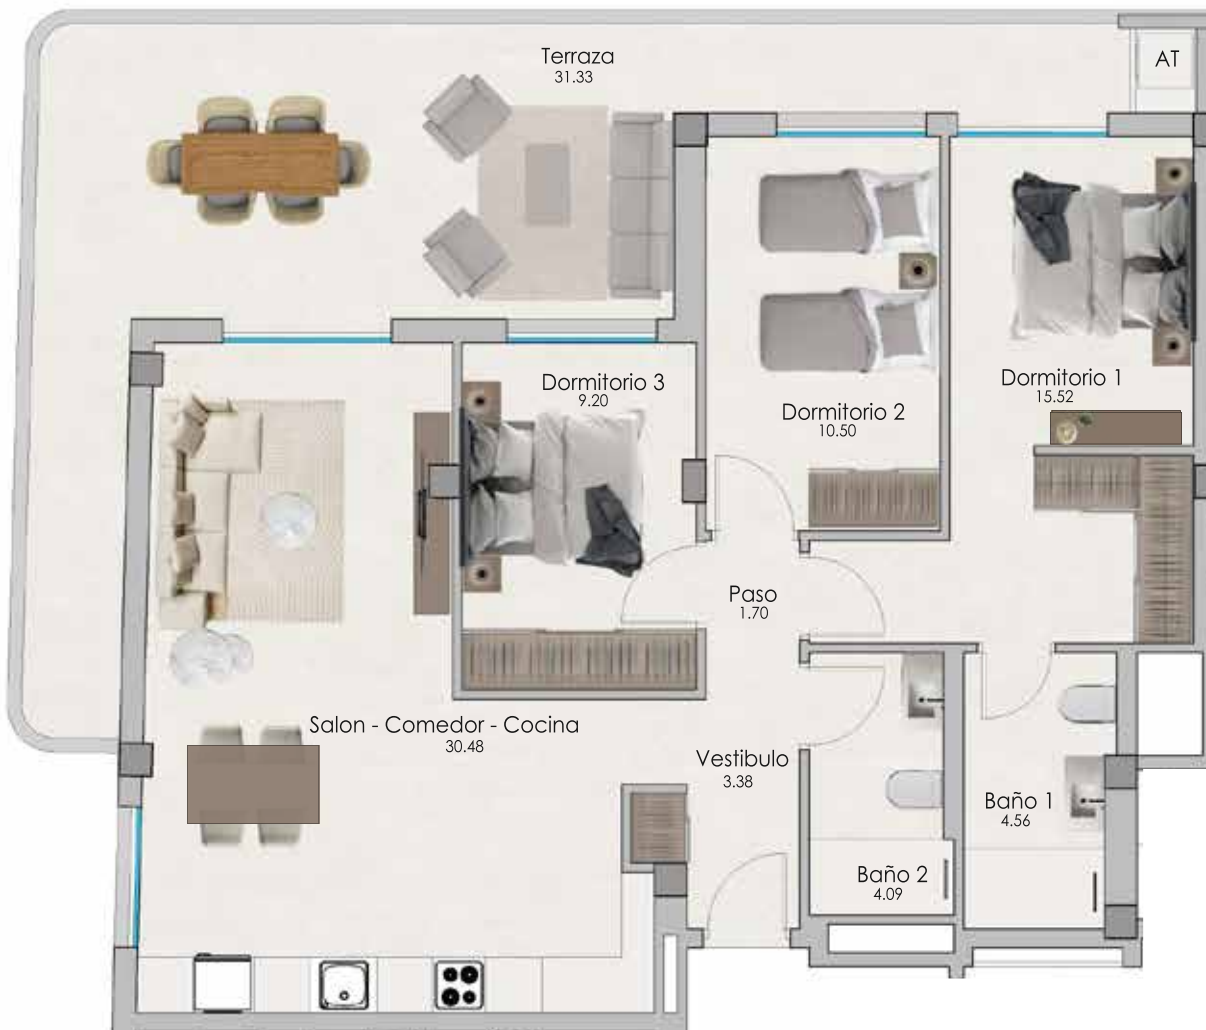 Terraza
31.33
AT
Dormitorio 3
9.20
Dormitorio 2
10.50
Dormitorio 1
15.52
Paso
1.70
Salon - Comedor - Cocina
30.48
Vestibulo
3.38
Baño 1
4.56
Baño 2
4.09